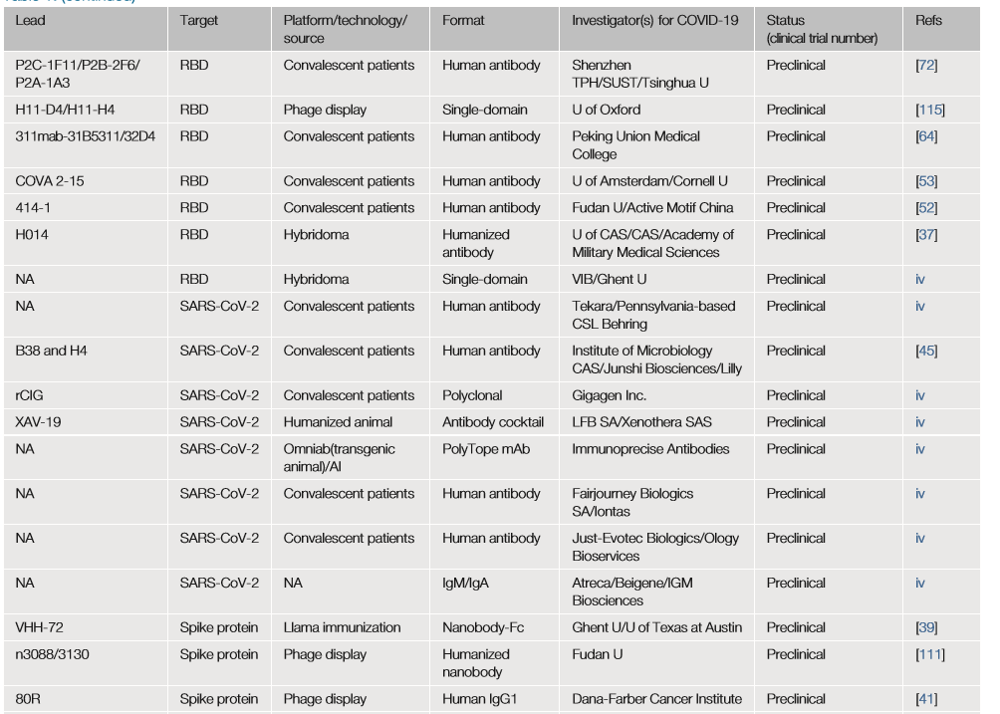 Lead Target Platform/technology/ Format Investigator(s) for COVID-19 Status Refs
source (clinical trial number)
P2C-1F11/P2B-2F6/ RBD Convalescent patients Human antibody Shenzhen Preclinical [72]
P2A-1A3 TPH/SUST/Tsinghua U
H11-D4/H11-H4 RBD Phage display Single-domain U of Oxford Preclinical [115]
311mab-31B5311/32D4 RBD Convalescent patients Human antibody Peking Union Medical Preclinical [64]
College
COVA 2-15 RBD Convalescent patients Human antibody U of Amsterdam/Cornell U Preclinical [53]
414-1 RBD Convalescent patients Human antibody Fudan U/Active Motif China Preclinical [52]
H014 RBD Hybridoma Humanized U of CAS/CAS/Academy of Preclinical [37]
antibody Military Medical Sciences
NA RBD Hybridoma Single-domain VIB/Ghent U Preclinical iv
NA SARS-CoV-2 Convalescent patients Human antibody Tekara/Pennsylvania-based Preclinical iv
CSL Behring
B38 and H4 SARS-CoV-2 Convalescent patients Human antibody Institute of Microbiology Preclinical [45]
CAS/Junshi Biosciences/Lilly
rCIG SARS-CoV-2 Convalescent patients Polyclonal Gigagen Inc. Preclinical iv
XAV-19 SARS-CoV-2 Humanized animal Antibody cocktail LFB SA/Xenothera SAS Preclinical iv
NA SARS-CoV-2 Omniab(transgenic PolyTope mAb Immunoprecise Antibodies Preclinical iv
animal)/AI
NA SARS-CoV-2 Convalescent patients Human antibody Fairjourney Biologics Preclinical iv
SA/Iontas
NA SARS-CoV-2 Convalescent patients Human antibody Just-Evotec Biologics/Ology Preclinical iv
Bioservices
NA SARS-CoV-2 NA IgM/IgA Atreca/Beigene/IGM Preclinical iv
Biosciences
VHH-72 Spike protein Llama immunization Nanobody-Fc Ghent U/U of Texas at Austin Preclinical [39]
n3088/3130 Spike protein Phage display Humanized Fudan U Preclinical [111]
nanobody
80R Spike protein Phage display Human IgG1 Dana-Farber Cancer Institute Preclinical [41]